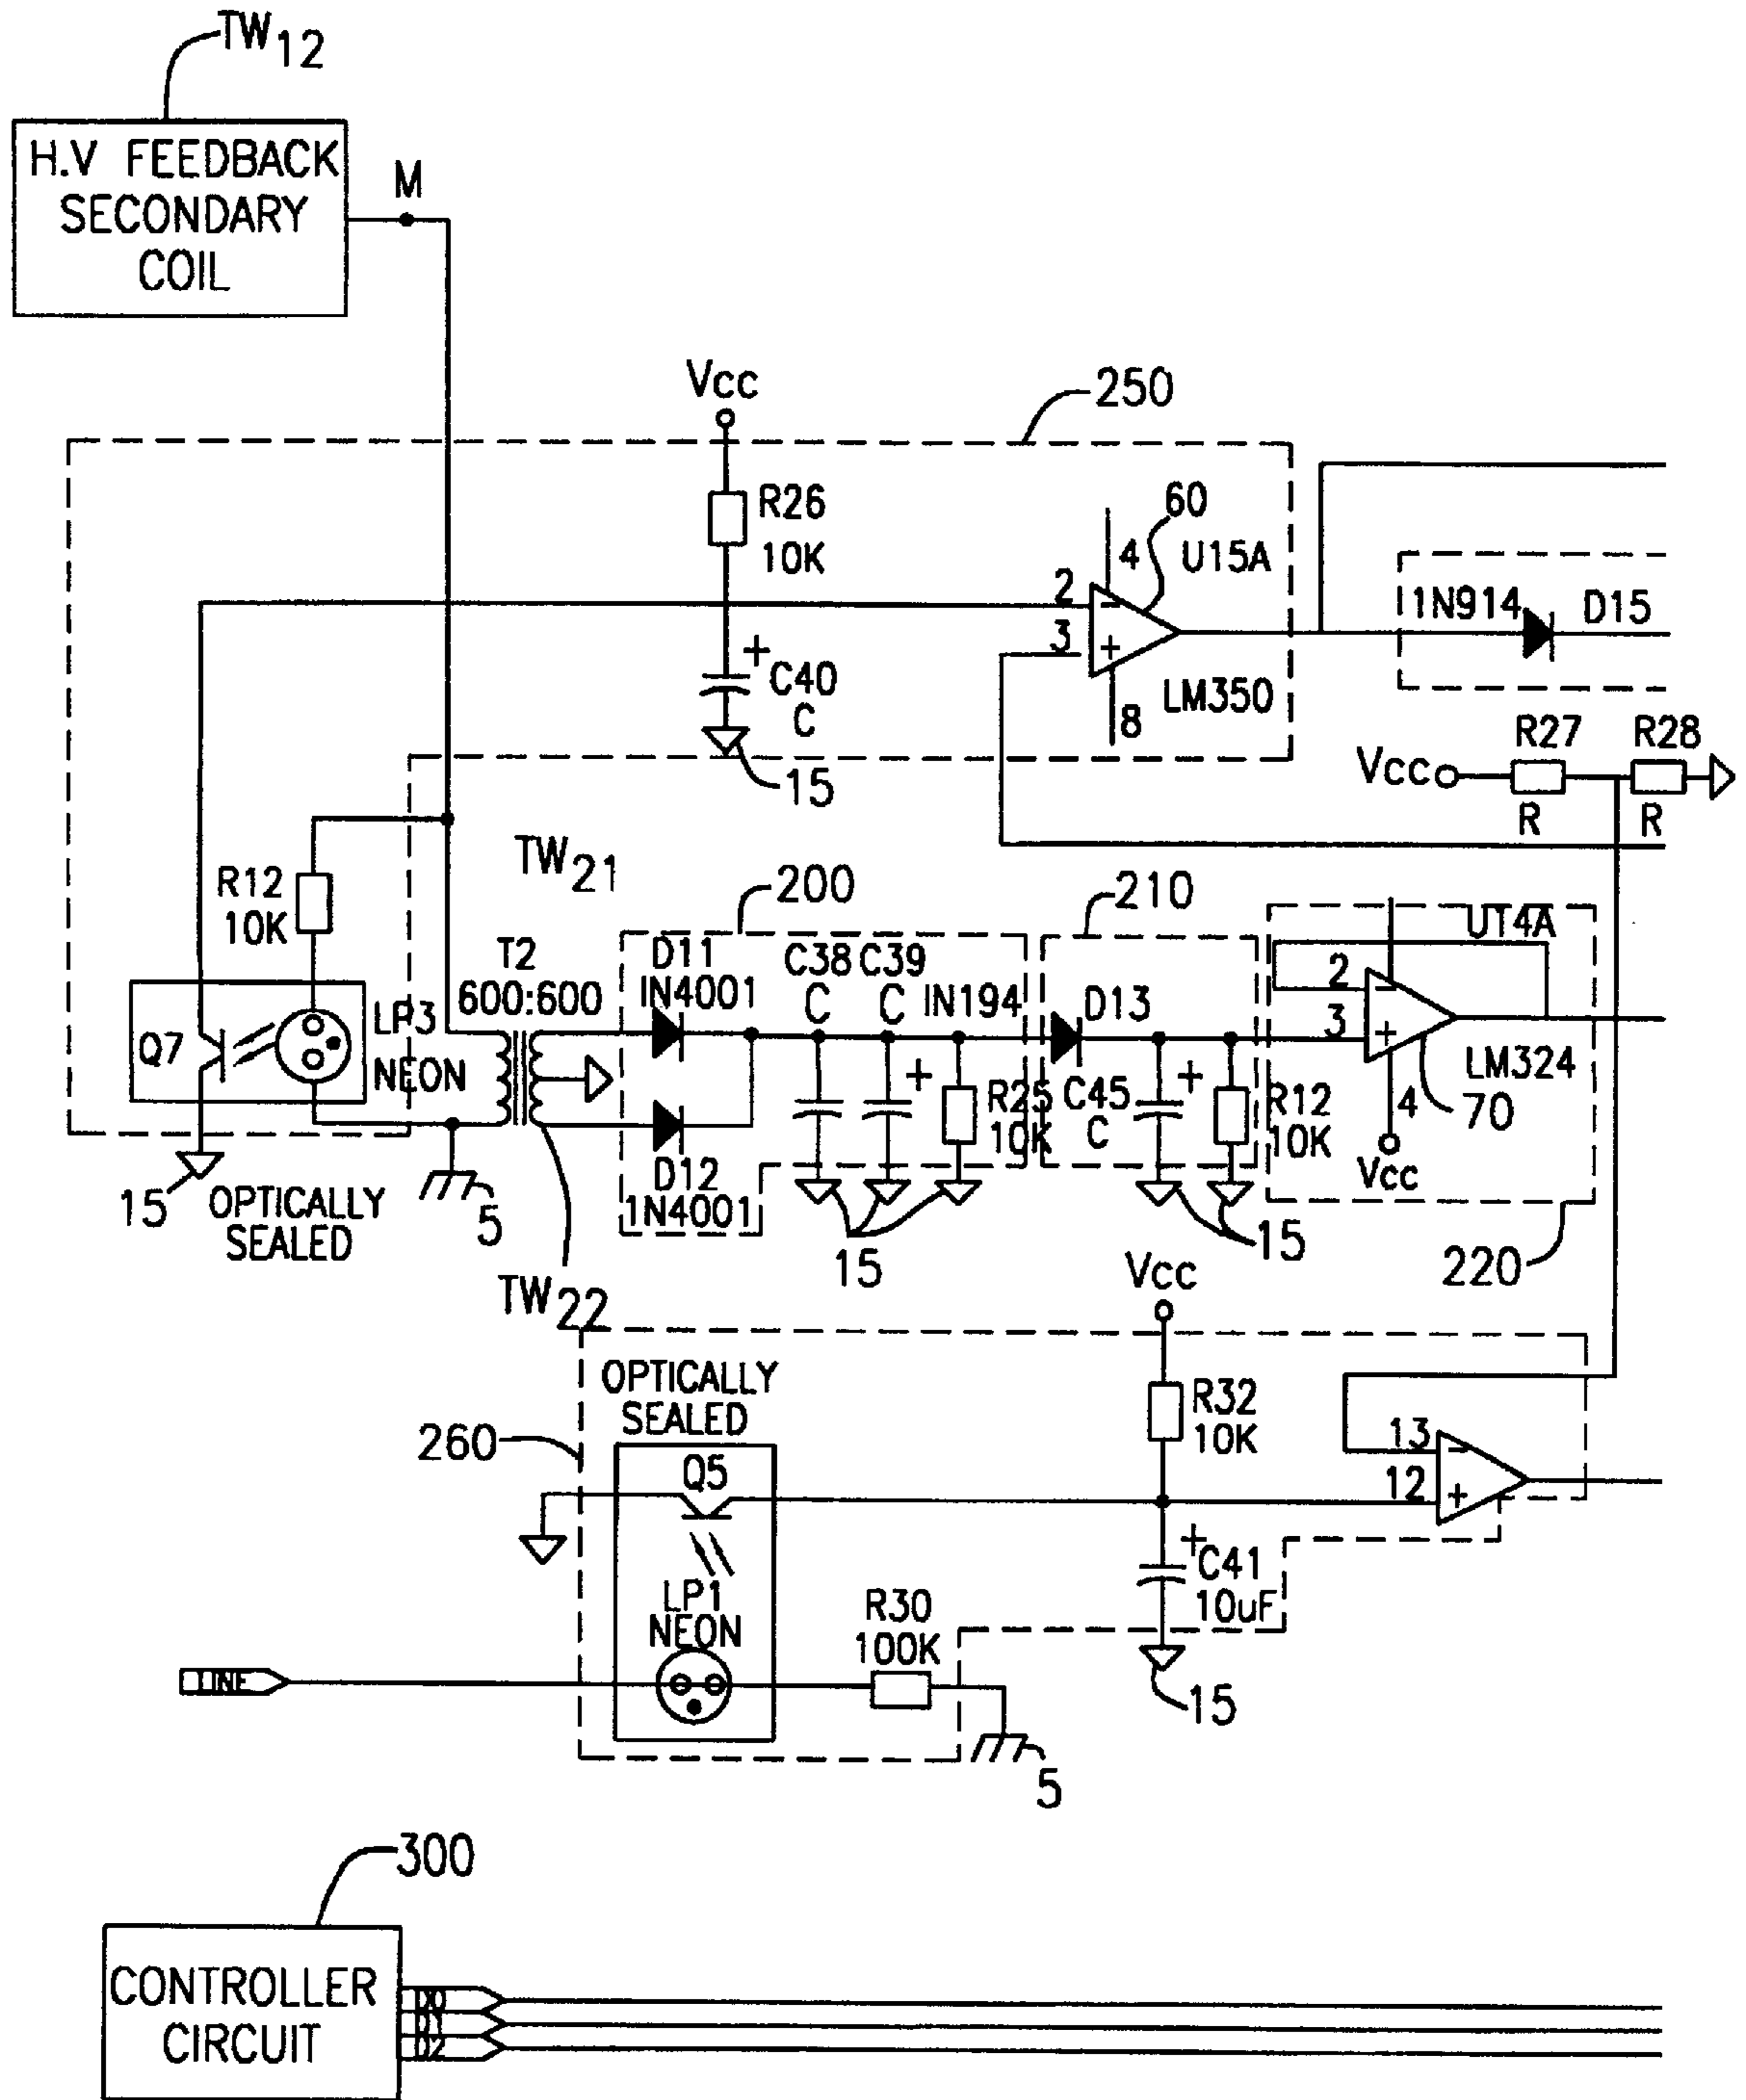 TW12
H.V FEEDBACK
SECONDARY
COIL
M
Vcc
250
R26
10K
60
4
U15A
2
−
1N914
D15
3
+
+
C40
C
LM350
8
15
R27
R28
Vcc
R
R
TW21
R12
10K
200
210
UT4A
T2
600:600
D11
IN4001
C38
C39
C
C
IN194
D13
2
−
3
+
Q7
LP3
NEON
LM324
+
R25
10K
C45
C
+
R12
10K
4
70
Vcc
D12
1N4001
15
OPTICALLY
SEALED
5
15
15
220
TW22
Vcc
OPTICALLY
SEALED
R32
10K
260
Q5
13
−
12
+
+
C41
10uF
LP1
NEON
R30
100K
LINE
15
5
300
CONTROLLER
CIRCUIT
D0
D1
D2